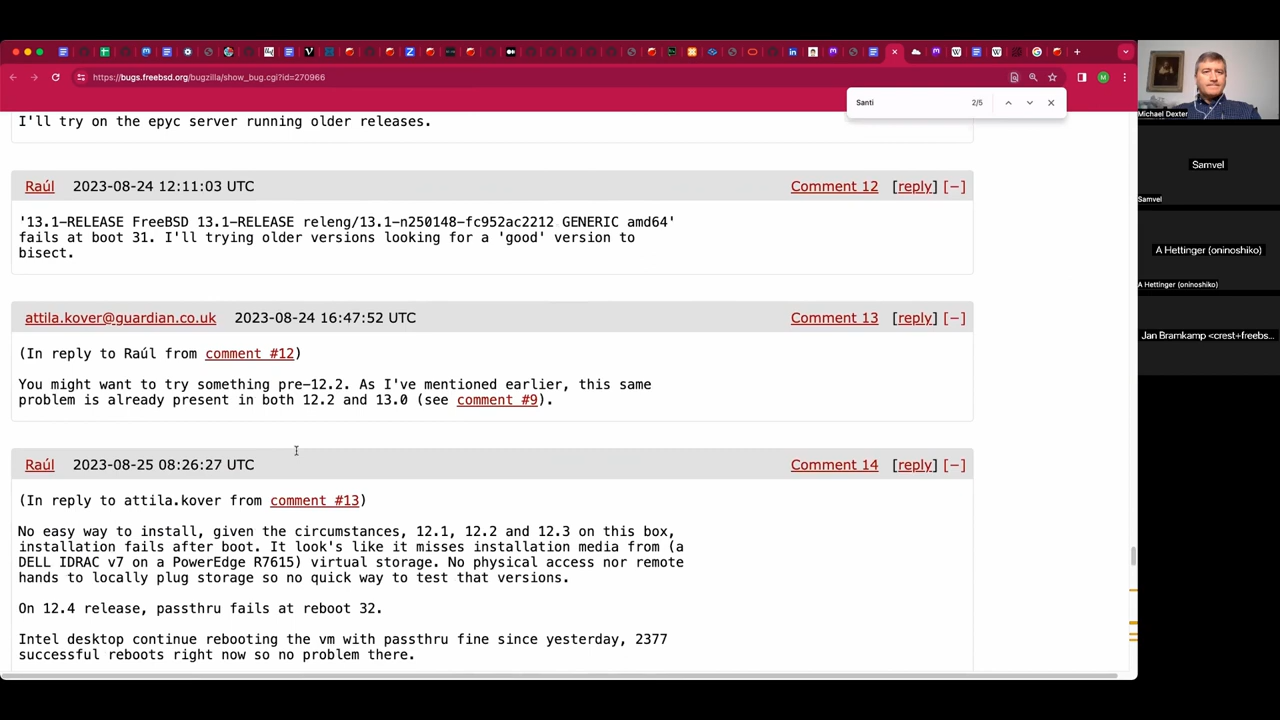 https://bugs.freebsd.org/bugzilla/show_bug.cgi?id=270966
Santi 2/5
I'll try on the epyc server running older releases.
Raúl 2023-08-24 12:11:03 UTC Comment 12 [reply] [−]
'13.1-RELEASE FreeBSD 13.1-RELEASE releng/13.1-n250148-fc952ac2212 GENERIC amd64'
fails at boot 31. I'll trying older versions looking for a 'good' version to
bisect.
attila.kover@guardian.co.uk 2023-08-24 16:47:52 UTC Comment 13 [reply] [−]
(In reply to Raúl from comment #12)
You might want to try something pre-12.2. As I've mentioned earlier, this same
problem is already present in both 12.2 and 13.0 (see comment #9).
Raúl 2023-08-25 08:26:27 UTC Comment 14 [reply] [−]
(In reply to attila.kover from comment #13)
No easy way to install, given the circumstances, 12.1, 12.2 and 12.3 on this box,
installation fails after boot. It look's like it misses installation media from (a
DELL IDRAC v7 on a PowerEdge R7615) virtual storage. No physical access nor remote
hands to locally plug storage so no quick way to test that versions.
On 12.4 release, passthru fails at reboot 32.
Intel desktop continue rebooting the vm with passthru fine since yesterday, 2377
successful reboots right now so no problem there.
Michael Dexter
Samvel
Samvel
A Hettinger (oninoshiko)
A Hettinger (oninoshiko)
Jan Bramkamp <crest+freebs...